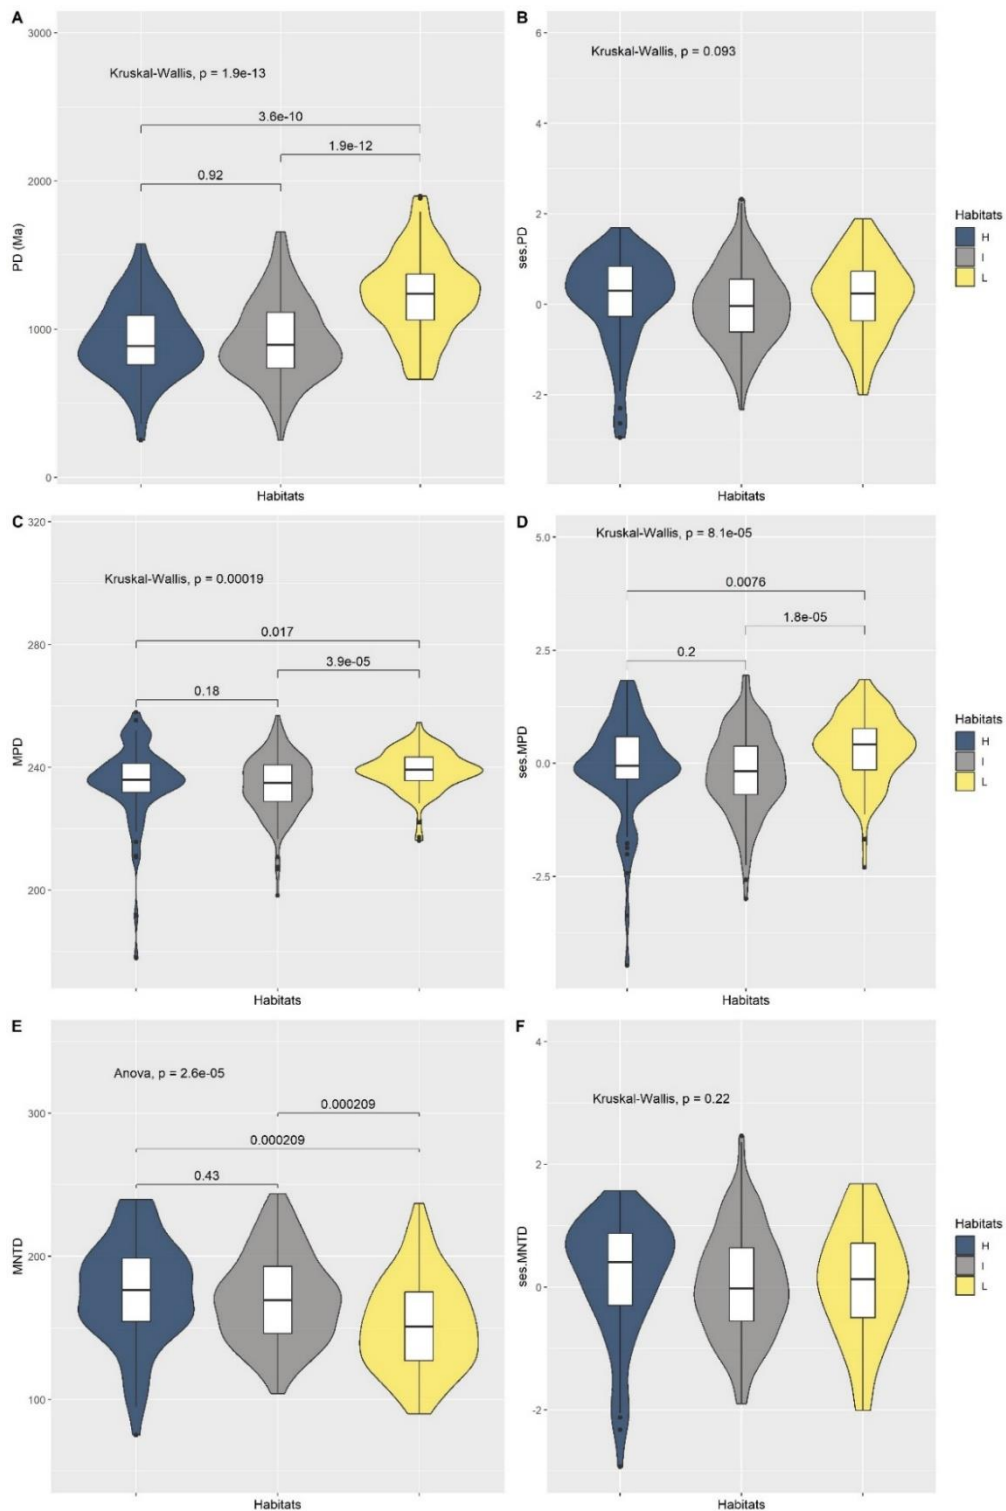 A
3000
Kruskal-Wallis, p = 1.9e-13
3.6e-10
1.9e-12
0.92
2000
PD (Ma)
1000
0
Habitats
B
6
Kruskal-Wallis, p = 0.093
4
2
ses.PD
0
-2
Habitats
H
I
L
C
320
Kruskal-Wallis, p = 0.00019
280
0.017
3.9e-05
0.18
MPD
240
200
Habitats
D
5.0
Kruskal-Wallis, p = 8.1e-05
0.0076
1.8e-05
0.2
2.5
ses.MPD
0.0
-2.5
Habitats
Habitats
H
I
L
E
Anova, p = 2.6e-05
300
0.000209
0.000209
0.43
200
MNTD
100
Habitats
F
4
Kruskal-Wallis, p = 0.22
2
ses.MNTD
0
-2
Habitats
H
I
L